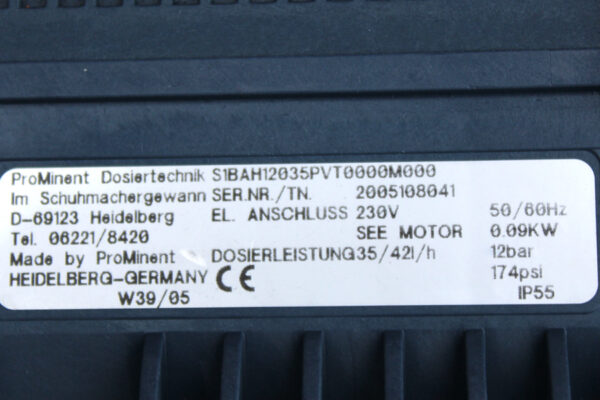 ProMinent Dosiertechnik S1BAH12035PVT0000M000
Im Schuhmachergewann SER.NR./TN. 2005108041
D-69123 Heidelberg EL. ANSCHLUSS 230V 50/60Hz
Tel. 06221/8420 SEE MOTOR 0.09KW
Made by ProMinent DOSIERLEISTUNG35/42l/h 12bar
HEIDELBERG-GERMANY CE 174psi
W39/05 IP55